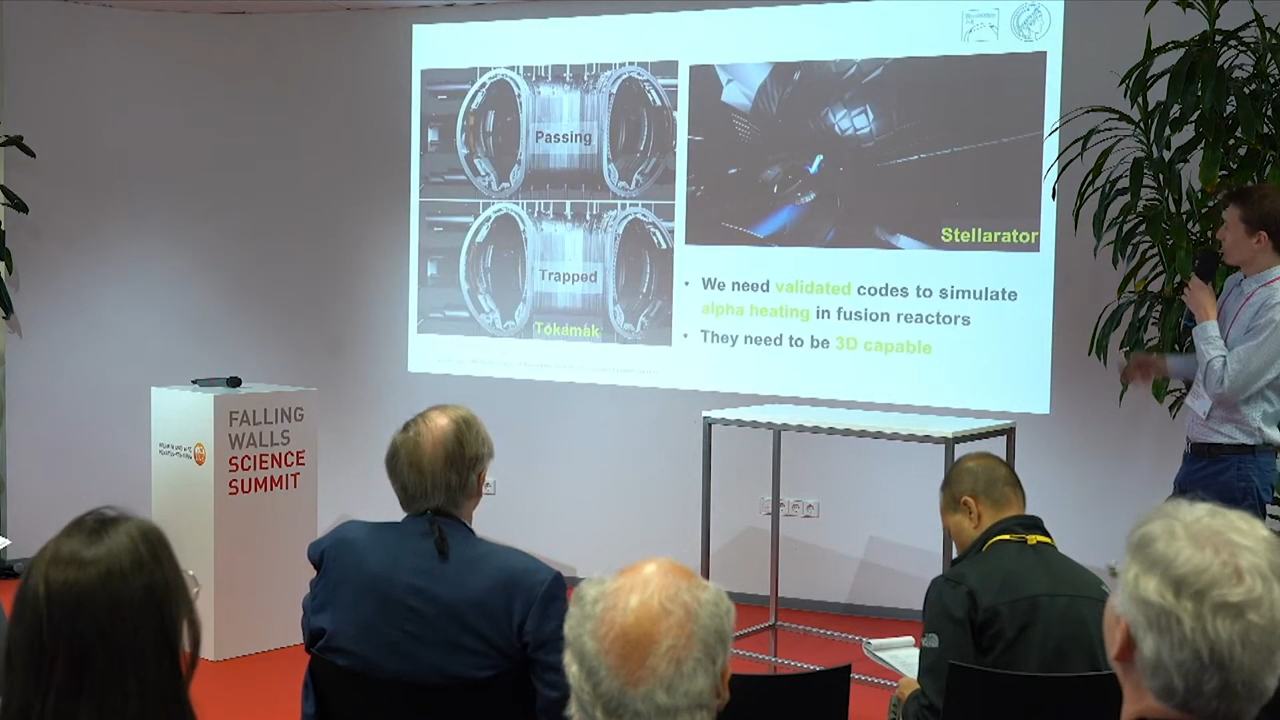 Passing
Trapped
Tokamak
Stellarator
• We need validated codes to simulate
alpha heating in fusion reactors
• They need to be 3D capable
FALLING
WALLS
SCIENCE
SUMMIT